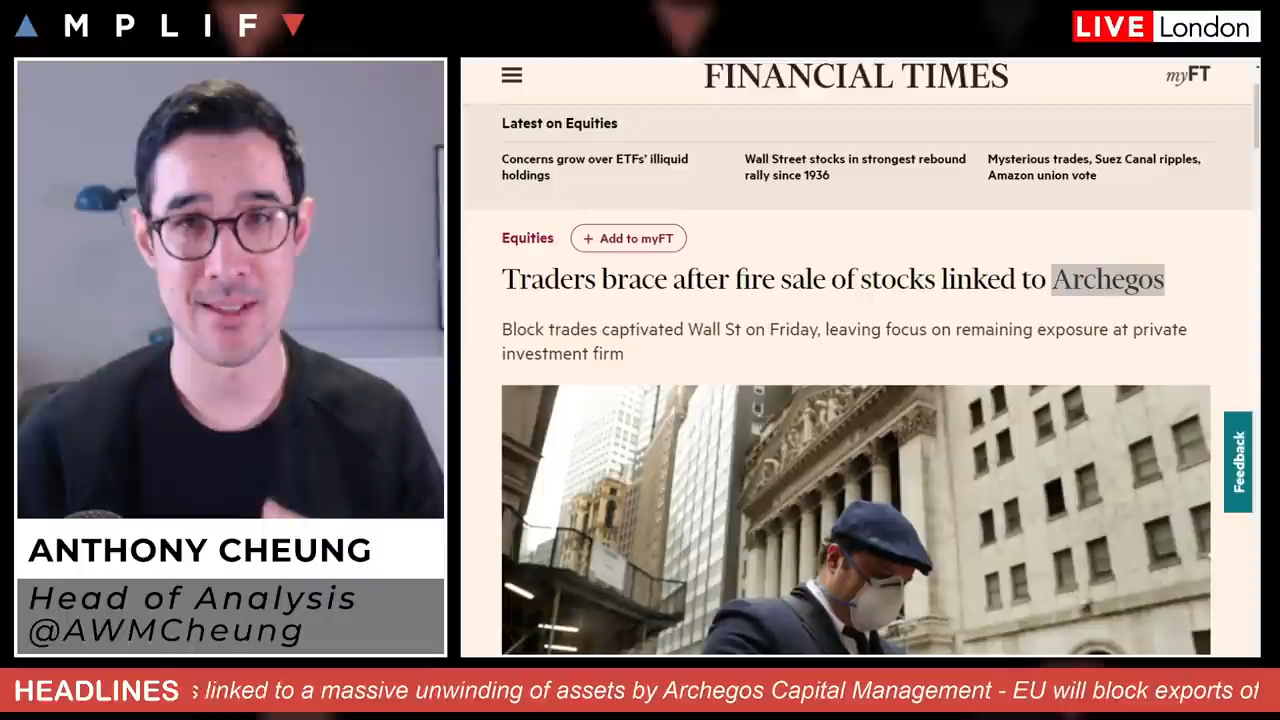 AMPLIFY
LIVE London
FINANCIAL TIMES
myFT
Latest on Equities
Concerns grow over ETFs’ illiquid
holdings
Wall Street stocks in strongest rebound
rally since 1936
Mysterious trades, Suez Canal ripples,
Amazon union vote
Equities
+ Add to myFT
Traders brace after fire sale of stocks linked to Archegos
Block trades captivated Wall St on Friday, leaving focus on remaining exposure at private
investment firm
Feedback
ANTHONY CHEUNG
Head of Analysis
@AWMCheung
HEADLINES s linked to a massive unwinding of assets by Archegos Capital Management - EU will block exports of